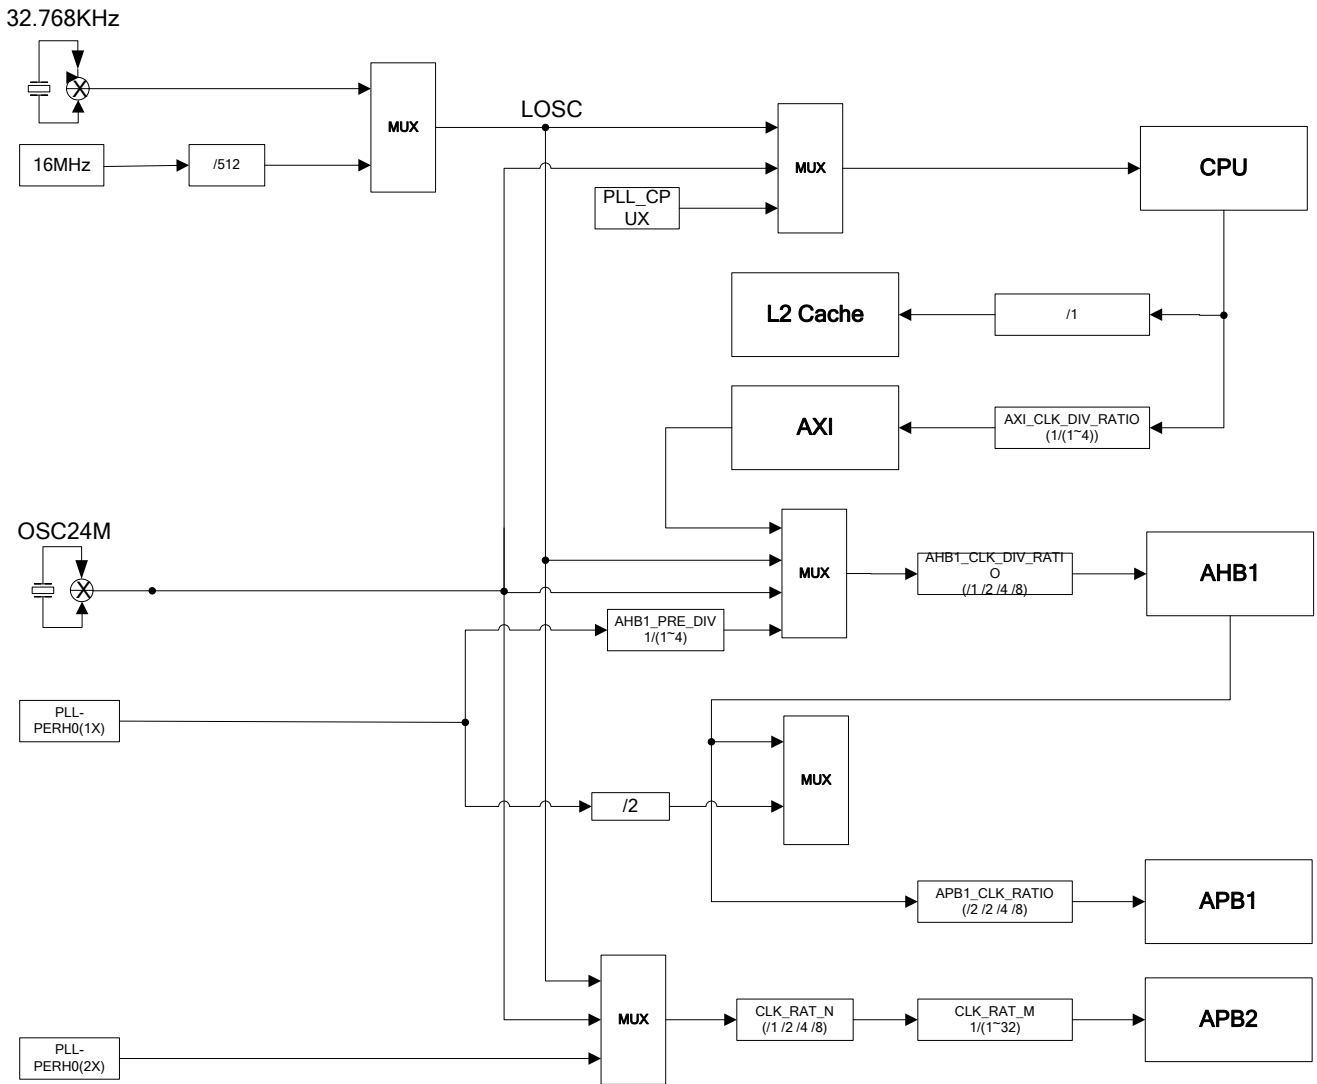 32.768KHz
MUX
LOSC
16MHz
/512
MUX
CPU
PLL_CP
UX
L2 Cache
/1
AXI
AXI_CLK_DIV_RATIO
(1/(1~4))
OSC24M
MUX
AHB1_CLK_DIV_RATI
O
(/1 /2 /4 /8)
AHB1
AHB1_PRE_DIV
1/(1~4)
PLL-
PERH0(1X)
MUX
/2
APB1_CLK_RATIO
(/2 /2 /4 /8)
APB1
MUX
CLK_RAT_N
(/1 /2 /4 /8)
CLK_RAT_M
1/(1~32)
APB2
PLL-
PERH0(2X)